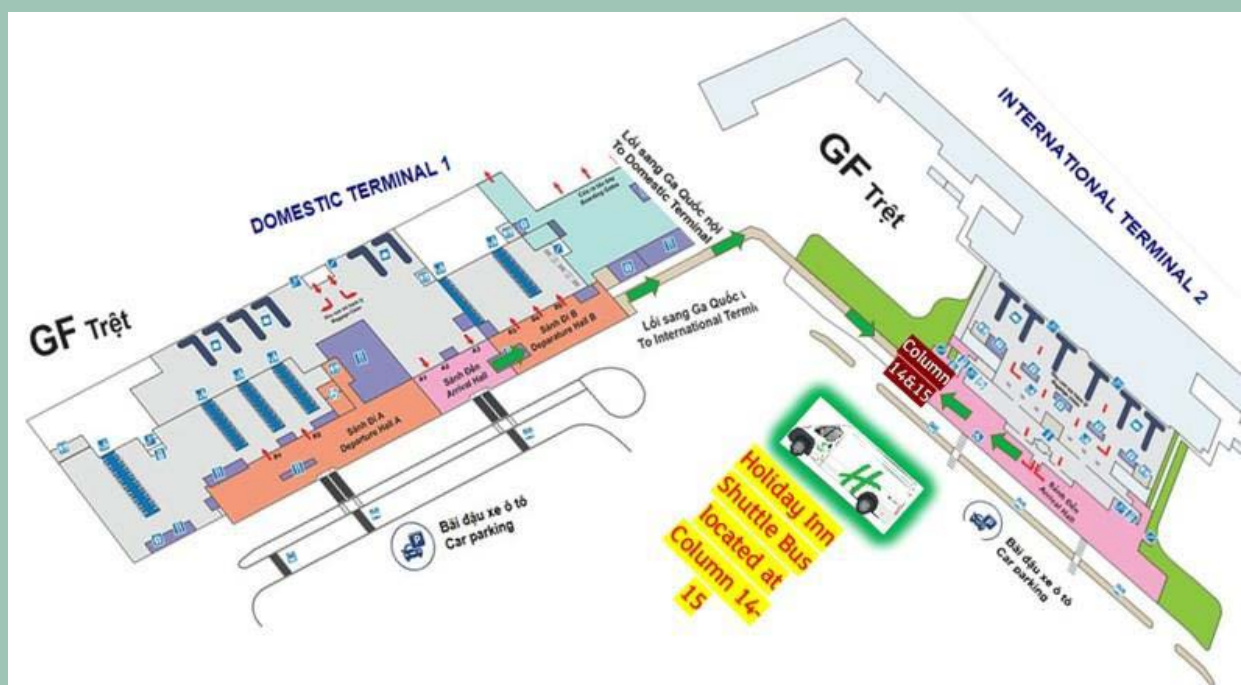 DOMESTIC TERMINAL 1
GF Trệt
Sảnh Đi A
Departure Hall A
Sảnh Đến
Arrival Hall
Sảnh Đi B
Departure Hall B
Boarding Gates
Bãi đậu xe ô tô
Car parking
Lối sang Ga Quốc nội
To Domestic Terminal
Lối sang Ga Quốc
To International Termi
INTERNATIONAL TERMINAL 2
GF Trệt
Column
14&15
Sảnh Đến
Arrival Hall
Bãi đậu xe ô tô
Car parking
Holiday Inn
Shuttle Bus
located at
Column 14-
15